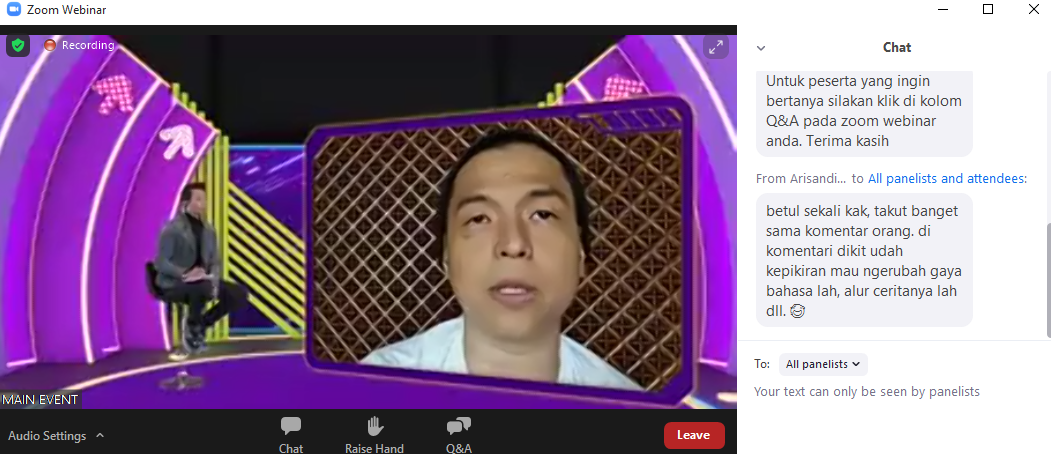 Zoom Webinar
Recording
MAIN EVENT
Audio Settings
Chat
Raise Hand
Q&A
Leave
Chat
Untuk peserta yang ingin
bertanya silakan klik di kolom
Q&A pada zoom webinar
anda. Terima kasih
From Arisandi... to All panelists and attendees:
betul sekali kak, takut banget
sama komentar orang. di
komentari dikit udah
kepikiran mau ngerubah gaya
bahasa lah, alur ceritanya lah
dll. 😅
To: All panelists
Your text can only be seen by panelists